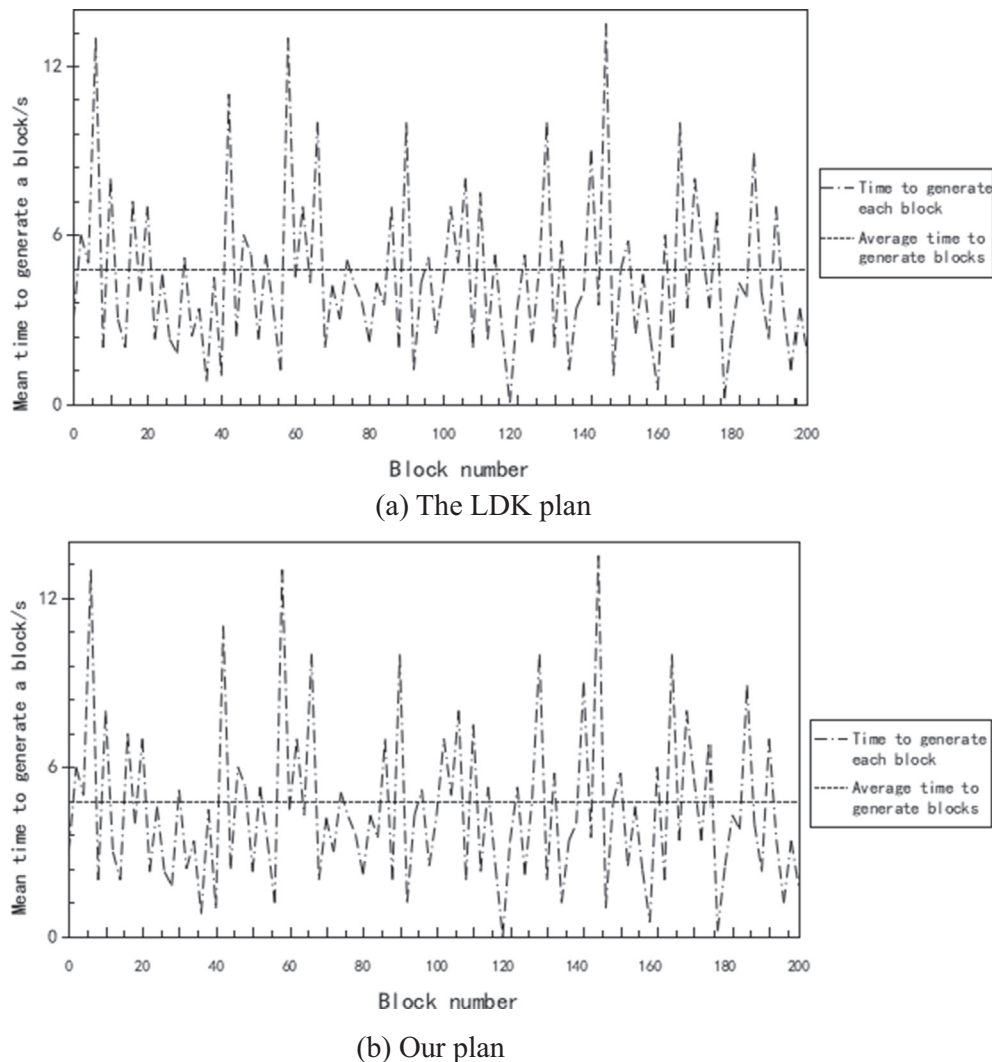 Mean time to generate a block/s
12
6
0
0 20 40 60 80 100 120 140 160 180 200
Block number
Time to generate
each block
Average time to
generate blocks
(a) The LDK plan
Mean time to generate a block/s
12
6
0
0 20 40 60 80 100 120 140 160 180 200
Block number
Time to generate
each block
Average time to
generate blocks
(b) Our plan